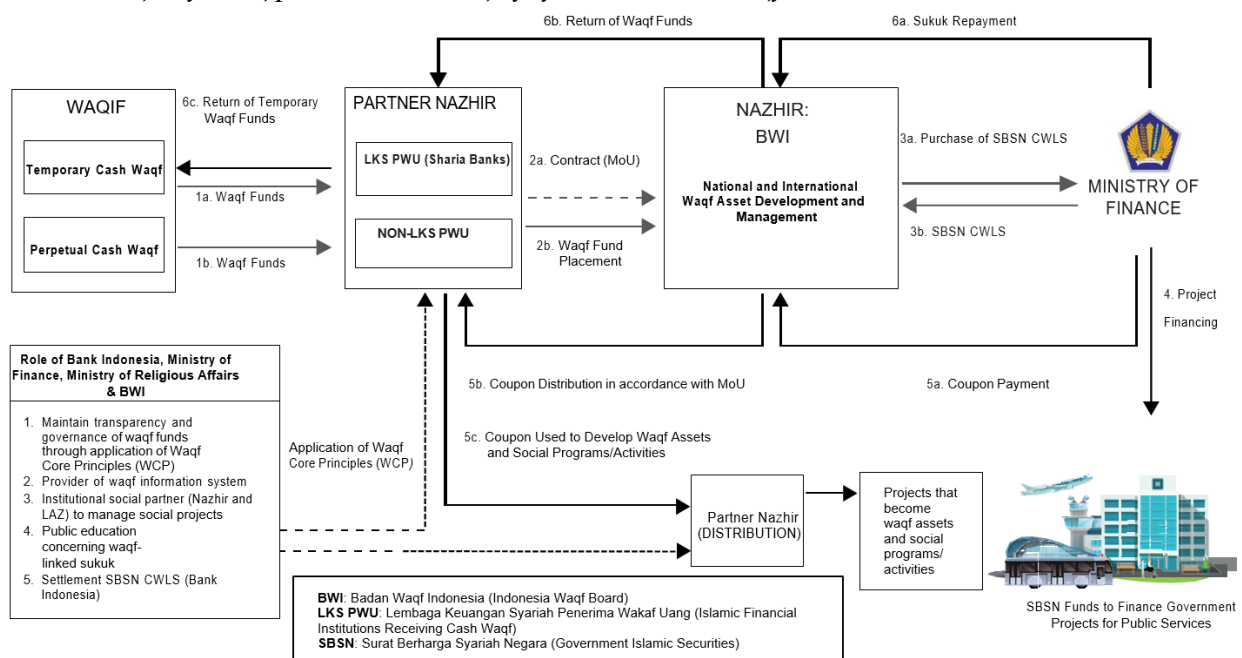 6b. Return of Waqf Funds
6a. Sukuk Repayment
WAQIF
6c. Return of Temporary
Waqf Funds
Temporary Cash Waqf
1a. Waqf Funds
Perpetual Cash Waqf
1b. Waqf Funds
PARTNER NAZHIR
LKS PWU (Sharia Banks)
NON-LKS PWU
2a. Contract (MoU)
2b. Waqf Fund
Placement
NAZHIR:
BWI
National and International
Waqf Asset Development and
Management
3a. Purchase of SBSN CWLS
3b. SBSN CWLS
MINISTRY OF
FINANCE
4. Project
Financing
Role of Bank Indonesia, Ministry of
Finance, Ministry of Religious Affairs
& BWI
1. Maintain transparency and
governance of waqf funds
through application of Waqf
Core Principles (WCP)
2. Provider of waqf information system
3. Institutional social partner (Nazhir and
LAZ) to manage social projects
4. Public education
concerning waqf-
linked sukuk
5. Settlement SBSN CWLS (Bank
Indonesia)
Application of Waqf
Core Principles (WCP)
5b. Coupon Distribution in accordance with MoU
5a. Coupon Payment
5c. Coupon Used to Develop Waqf Assets
and Social Programs/Activities
Partner Nazhir
(DISTRIBUTION)
Projects that
become
waqf assets
and social
programs/
activities
SBSN Funds to Finance Government
Projects for Public Services
BWI: Badan Waqf Indonesia (Indonesia Waqf Board)
LKS PWU: Lembaga Keuangan Syariah Penerima Wakaf Uang (Islamic Financial
Institutions Receiving Cash Waqf)
SBSN: Surat Berharga Syariah Negara (Government Islamic Securities)